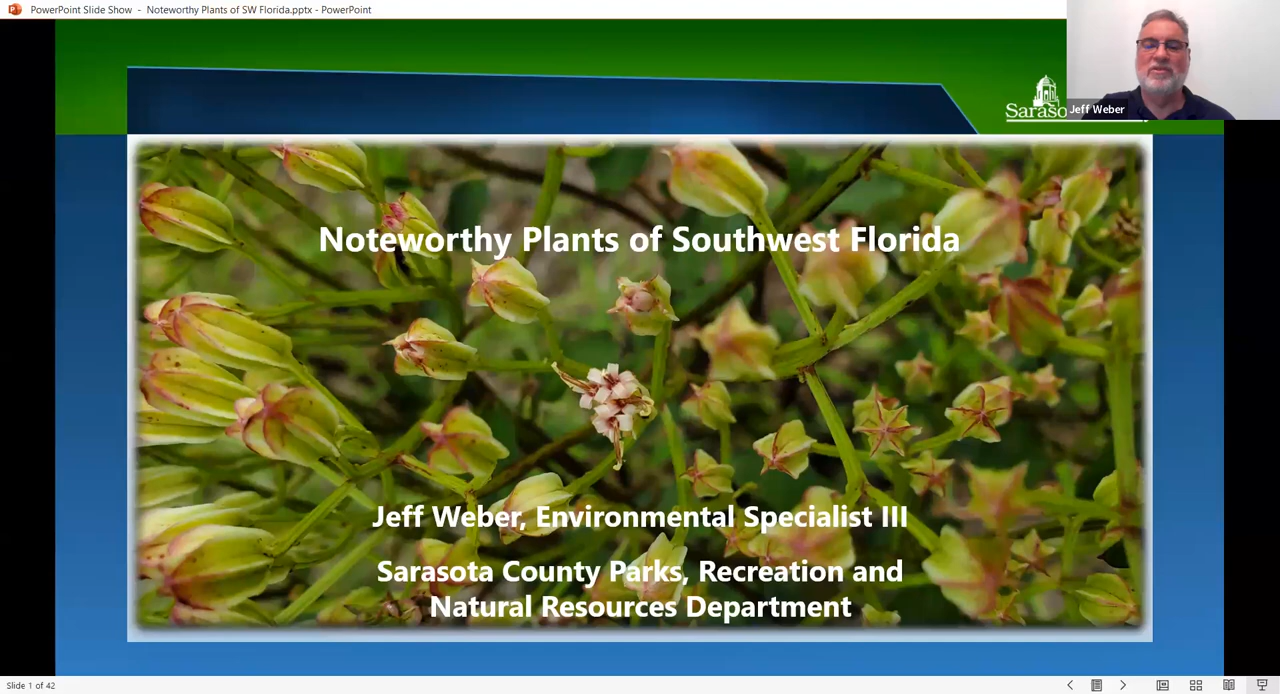 PowerPoint Slide Show - Noteworthy Plants of SW Florida.pptx - PowerPoint
Saraso
Jeff Weber
Noteworthy Plants of Southwest Florida
Jeff Weber, Environmental Specialist III
Sarasota County Parks, Recreation and
Natural Resources Department
Slide 1 of 42